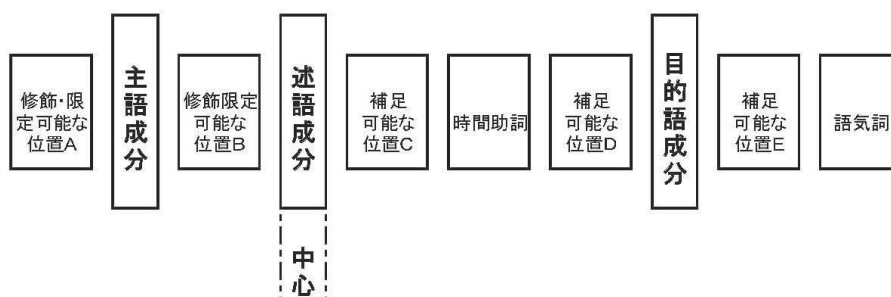 修飾・限
定可能な
位置A
主語成分
修飾限定
可能な
位置B
述語成分
補足
可能な
位置C
時間助詞
補足
可能な
位置D
目的語成分
補足
可能な
位置E
語気詞
中心